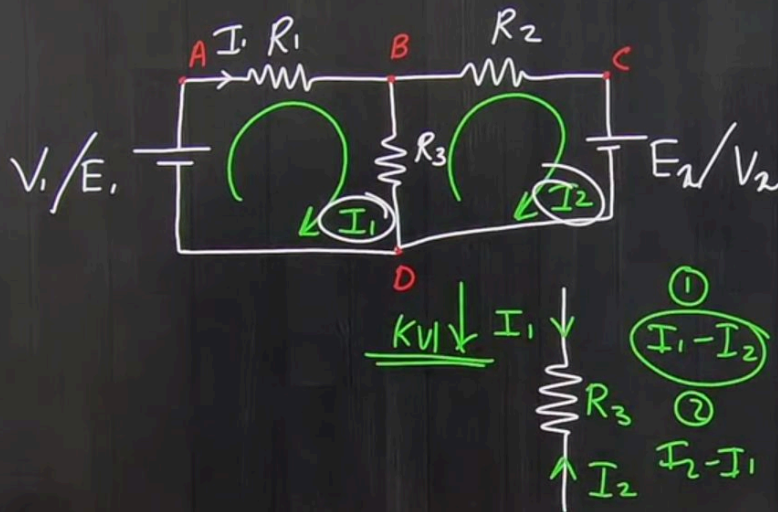 A I₁ R₁ B R₂ C
V₁/E₁ R₃ E₂/V₂
I₁ I₂
D
KVL I₁ ① I₁-I₂
R₃ ②
I₂ I₂-I₁